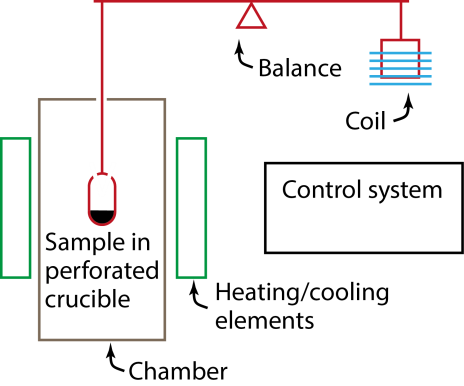 Balance
Coil
Control system
Sample in
perforated
crucible
Heating/cooling
elements
Chamber